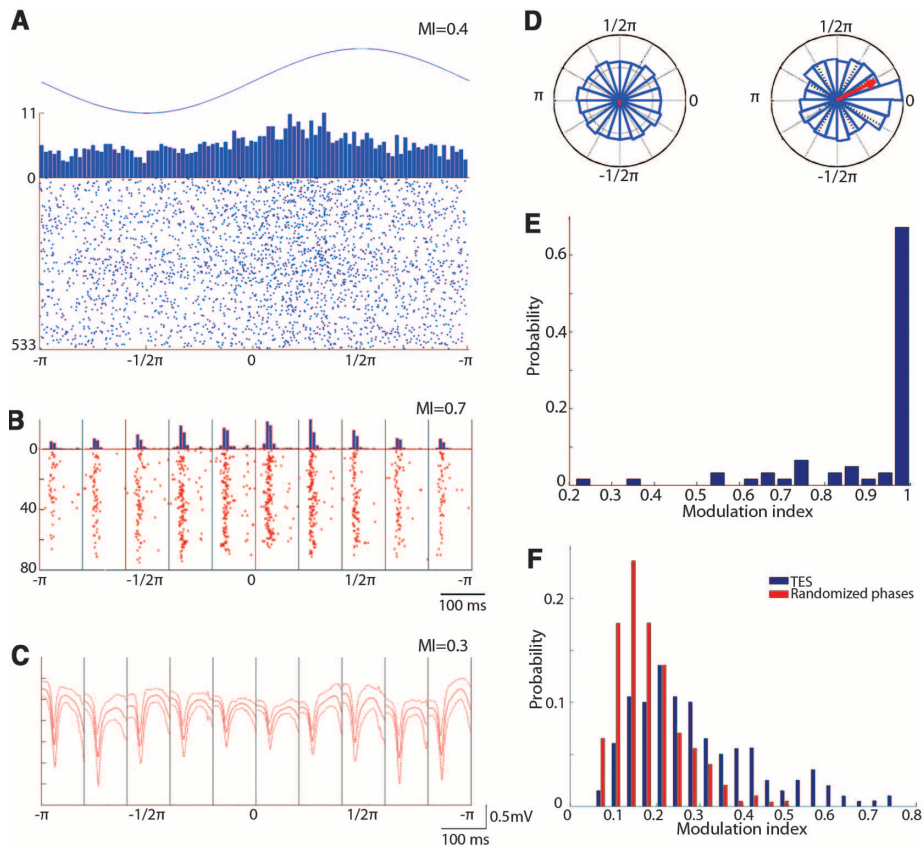 A
MI=0.4
11
0
533
-π
-1/2π
0
1/2π
-π
B
MI=0.7
0
40
80
-π
-1/2π
0
1/2π
-π
100 ms
C
MI=0.3
-π
-1/2π
0
1/2π
-π
0.5mV
100 ms
D
1/2π
1/2π
π
0
π
0
-1/2π
-1/2π
E
Probability
0.6
0.4
0.2
0
0.2
0.3
0.4
0.5
0.6
0.7
0.8
0.9
1
Modulation index
F
TES
Randomized phases
Probability
0.2
0.1
0
0
0.1
0.2
0.3
0.4
0.5
0.6
0.7
0.8
Modulation index